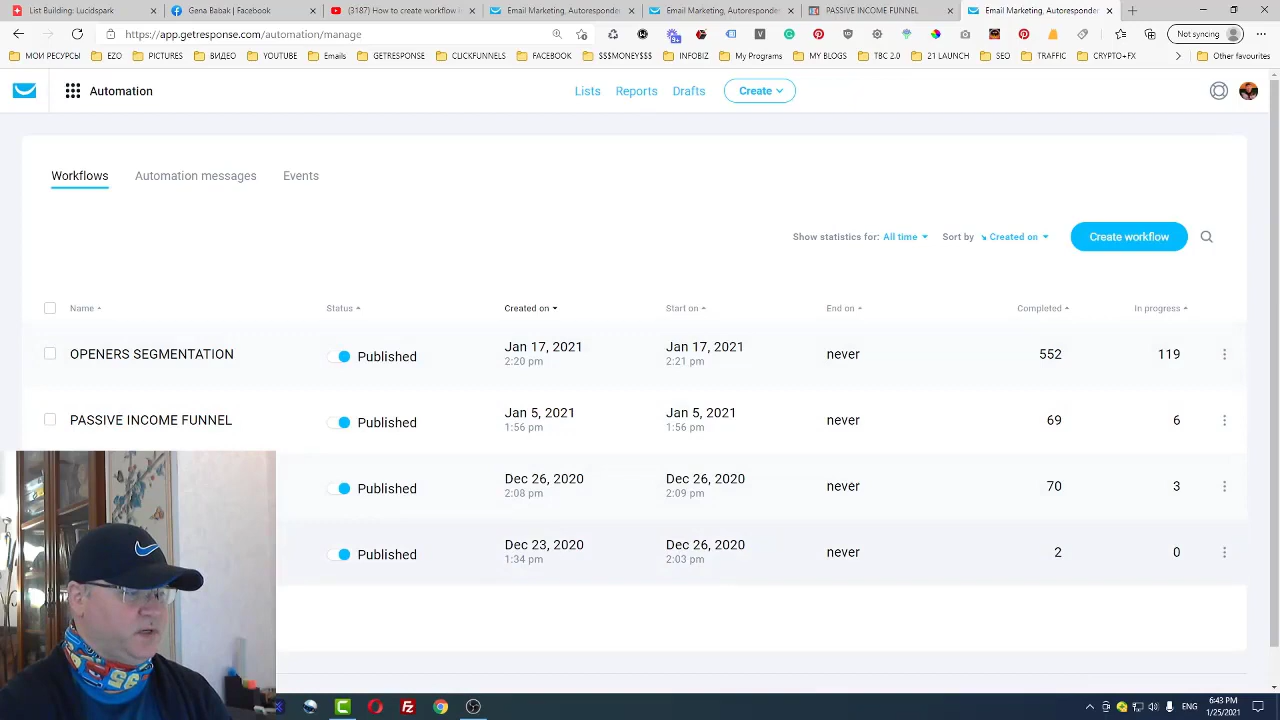 List Building: Lucidspark.
Gena Babak | Facebook
(3187) How to create workflow i
Email Marketing, Autoresponde
Email Marketing, Autoresponder
PASSIVE INCOME FUNNEL
Email Marketing, Autoresponder
https://app.getresponse.com/automation/manage
Not syncing
МОИ РЕСУРСЫ
EZO
PICTURES
ВИДЕО
YOUTUBE
Emails
GETRESPONSE
CLICKFUNNELS
FACEBOOK
$$$MONEY$$$
INFOBIZ
My Programs
MY BLOGS
TBC 2.0
21 LAUNCH
SEO
TRAFFIC
CRYPTO+FX
Other favourites
Automation
Lists
Reports
Drafts
Create
Workflows
Automation messages
Events
Show statistics for: All time
Sort by
Created on
Create workflow
Name
Status
Created on
Start on
End on
Completed
In progress
OPENERS SEGMENTATION
Published
Jan 17, 2021
2:20 pm
Jan 17, 2021
2:21 pm
never
552
119
PASSIVE INCOME FUNNEL
Published
Jan 5, 2021
1:56 pm
Jan 5, 2021
1:56 pm
never
69
6
Published
Dec 26, 2020
2:08 pm
Dec 26, 2020
2:09 pm
never
70
3
Published
Dec 23, 2020
1:34 pm
Dec 26, 2020
2:03 pm
never
2
0
ENG
6:43 PM
1/25/2021